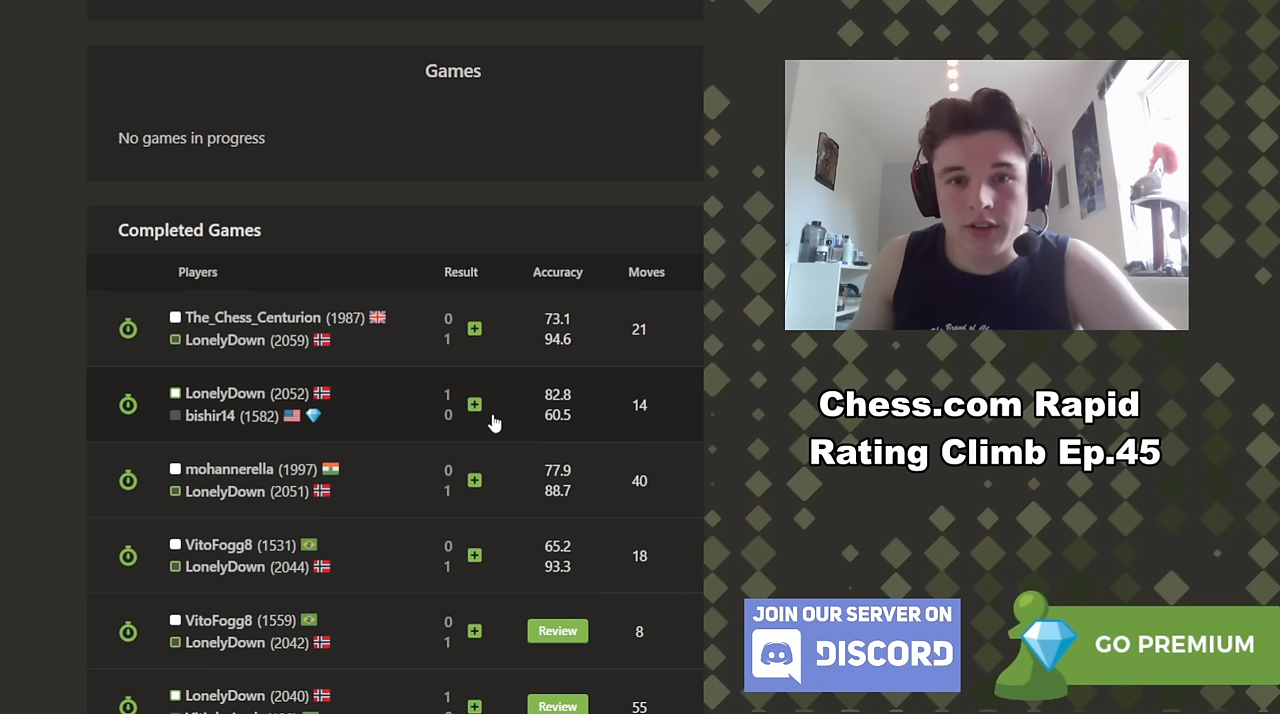 Games
No games in progress
Completed Games
Players Result Accuracy Moves
The_Chess_Centurion (1987) 0 73.1
LonelyDown (2059) 1 94.6
21
LonelyDown (2052) 1 82.8
bishir14 (1582) 0 60.5
14
mohannerella (1997) 0 77.9
LonelyDown (2051) 1 88.7
40
VitoFogg8 (1531) 0 65.2
LonelyDown (2044) 1 93.3
18
VitoFogg8 (1559) 0
LonelyDown (2042) 1
Review 8
LonelyDown (2040) 1
Review 55
Chess.com Rapid
Rating Climb Ep.45
JOIN OUR SERVER ON
DISCORD
GO PREMIUM